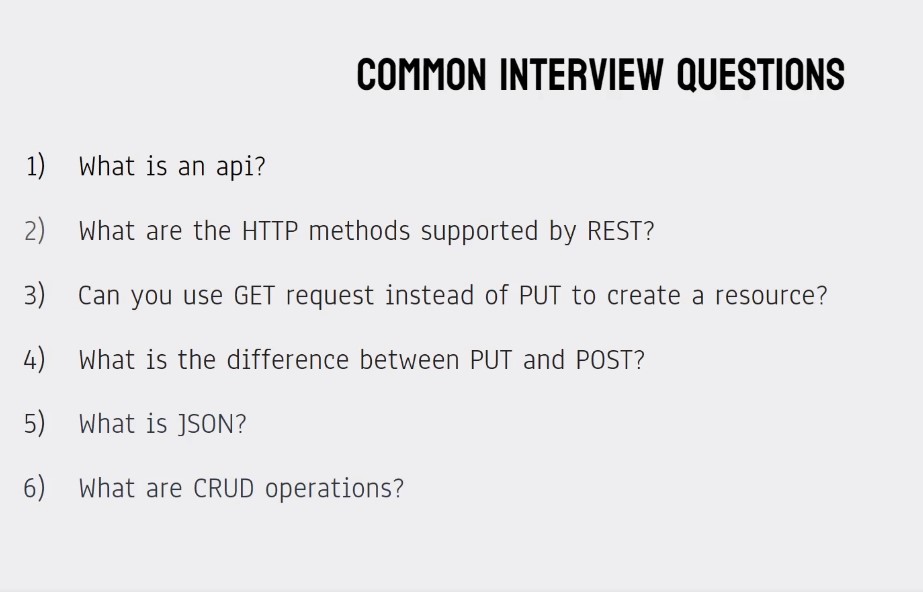 COMMON INTERVIEW QUESTIONS
1) What is an api?
2) What are the HTTP methods supported by REST?
3) Can you use GET request instead of PUT to create a resource?
4) What is the difference between PUT and POST?
5) What is JSON?
6) What are CRUD operations?